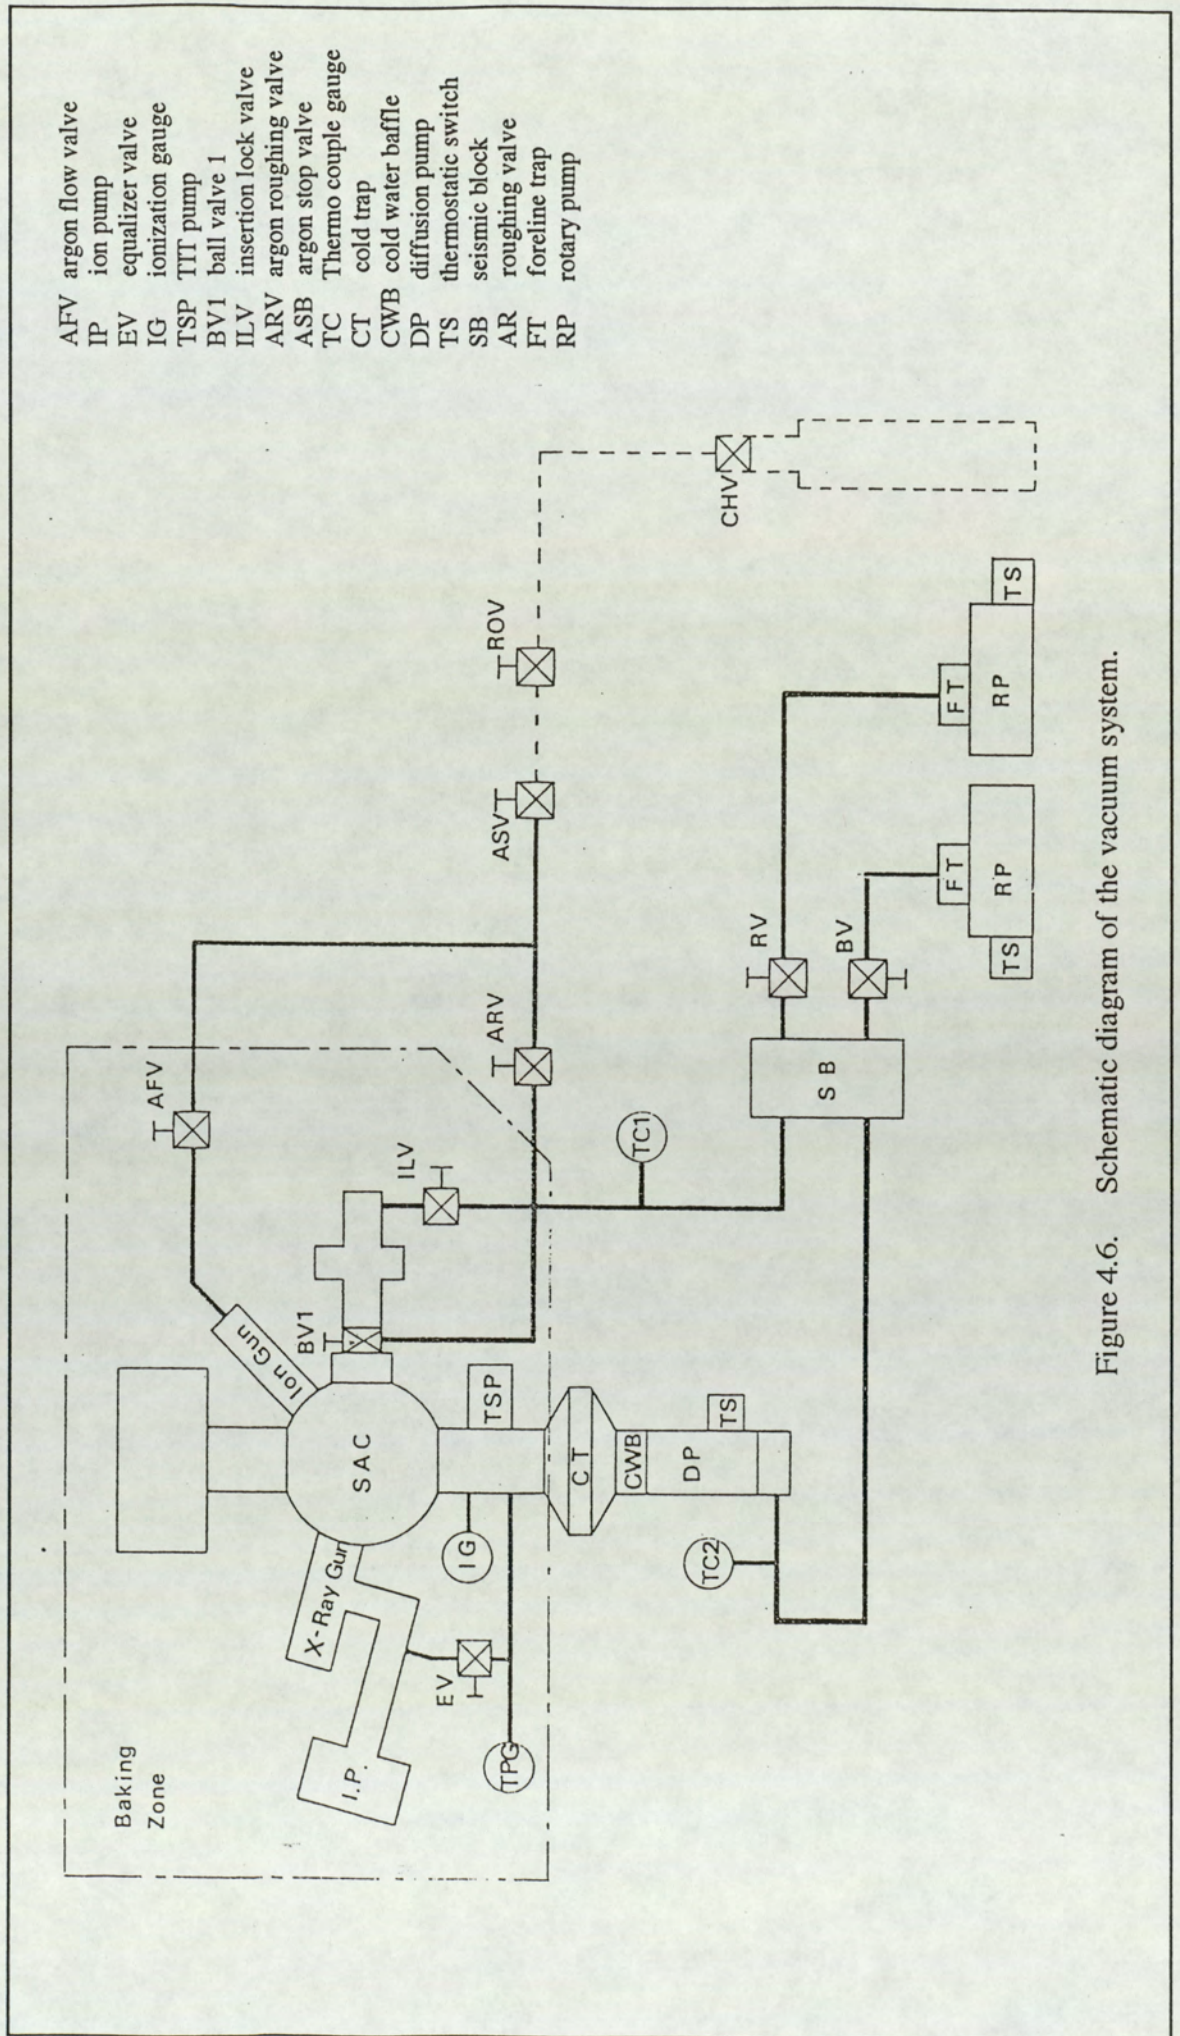 AFV argon flow valve
IP ion pump
EV equalizer valve
IG ionization gauge
TSP TTT pump
BV1 ball valve 1
ILV insertion lock valve
ARV argon roughing valve
ASB argon stop valve
TC Thermo couple gauge
CT cold trap
CWB cold water baffle
DP diffusion pump
TS thermostatic switch
SB seismic block
AR roughing valve
FT foreline trap
RP rotary pump
Baking
Zone
AFV
Ion Gun
X-Ray Gun
SAC
BV1
ILV
I.P.
EV
IG
TSP
TPG
CT
CWB
DP
TS
TC2
TC1
ARV
ASV
ROV
CHV
SB
RV
BV
FT
RP
TS
FT
RP
TS
Figure 4.6. Schematic diagram of the vacuum system.